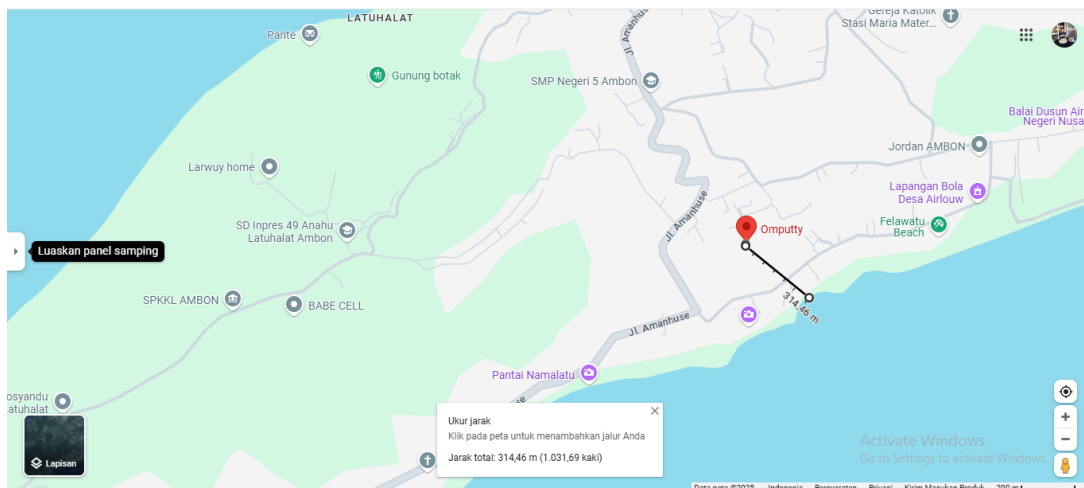 LATUHALAT
Pante
Gunung botak
SMP Negeri 5 Ambon
Jl. Amanhuse
Gereja Katolik
Stasi Maria Mater...
Balai Dusun Air
Negeri Nusa
Jordan AMBON
Larwuy home
Lapangan Bola
Desa Airlouw
SD Inpres 49 Anahu
Latuhalat Ambon
Jl. Amanhuse
Omputty
Felawatu
Beach
Luaskan panel samping
SPKKL AMBON
BABE CELL
314,46 m
Jl. Amanhuse
Pantai Namalatu
osyandu
atuhalat
Ukur jarak
Klik pada peta untuk menambahkan jalur Anda
Jarak total: 314,46 m (1.031,69 kaki)
Lapisan
Activate Windows
Go to Settings to activate Windows.
Data peta ©2025 Indonesia Persyaratan Privasi Kirim Masukan Produk 200 m